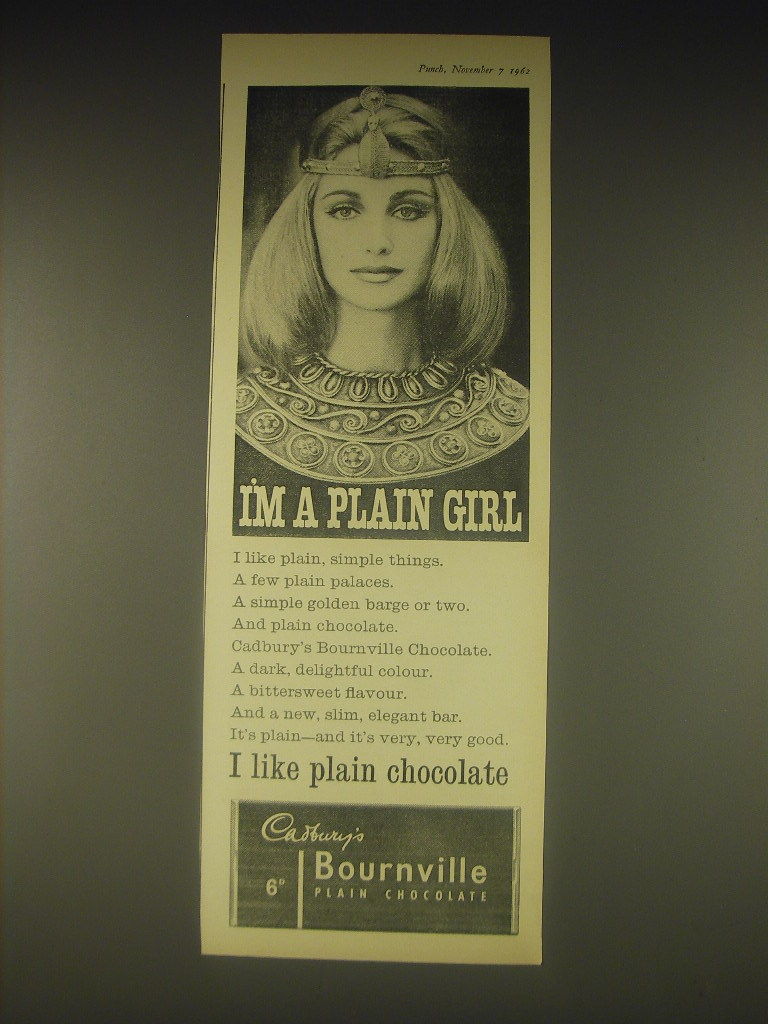 Punch, November 7 1962
I'M A PLAIN GIRL
I like plain, simple things.
A few plain palaces.
A simple golden barge or two.
And plain chocolate.
Cadbury's Bournville Chocolate.
A dark, delightful colour.
A bittersweet flavour.
And a new, slim, elegant bar.
It's plain—and it's very, very good.
I like plain chocolate
Cadbury's
6D
Bournville
PLAIN CHOCOLATE